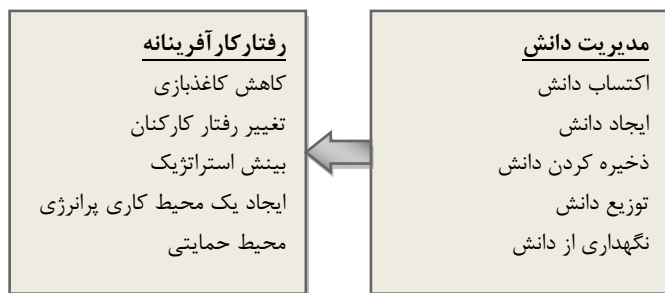 مدیریت دانش
اکتساب دانش
ایجاد دانش
ذخیره کردن دانش
توزیع دانش
نگهداری از دانش
رفتارکارآفرینانه
کاهش کاغذبازی
تغییر رفتار کارکنان
بینش استراتژیک
ایجاد یک محیط کاری پرانرژی
محیط حمایتی